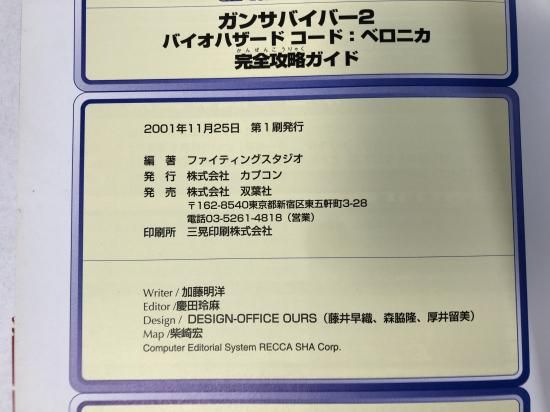 ガンサバイバー2
バイオハザード コード：ベロニカ
かんぜんこうりゃく
完全攻略ガイド
2001年11月25日 第1刷発行
編 著 ファイティングスタジオ
発 行 株式会社 カプコン
発 売 株式会社 双葉社
〒162-8540東京都新宿区東五軒町3-28
電話03-5261-4818（営業）
印刷所 三晃印刷株式会社
Writer / 加藤明洋
Editor / 慶田玲麻
Design / DESIGN-OFFICE OURS（藤井早織、森脇隆、厚井留美）
Map / 柴崎宏
Computer Editorial System RECCA SHA Corp.